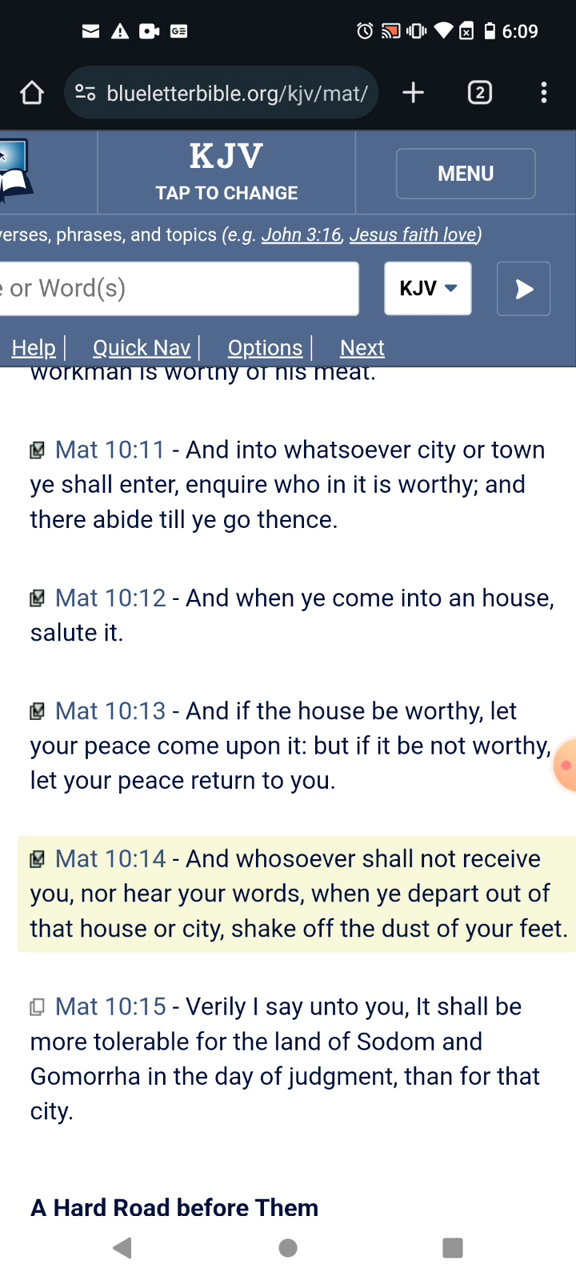 6:09
blueletterbible.org/kjv/mat/
2
KJV
TAP TO CHANGE
MENU
verses, phrases, and topics (e.g. John 3:16, Jesus faith love)
e or Word(s)
KJV
Help| Quick Nav| Options| Next
workman is worthy of his meat.
Mat 10:11 - And into whatsoever city or town
ye shall enter, enquire who in it is worthy; and
there abide till ye go thence.
Mat 10:12 - And when ye come into an house,
salute it.
Mat 10:13 - And if the house be worthy, let
your peace come upon it: but if it be not worthy,
let your peace return to you.
Mat 10:14 - And whosoever shall not receive
you, nor hear your words, when ye depart out of
that house or city, shake off the dust of your feet.
Mat 10:15 - Verily I say unto you, It shall be
more tolerable for the land of Sodom and
Gomorrha in the day of judgment, than for that
city.
A Hard Road before Them